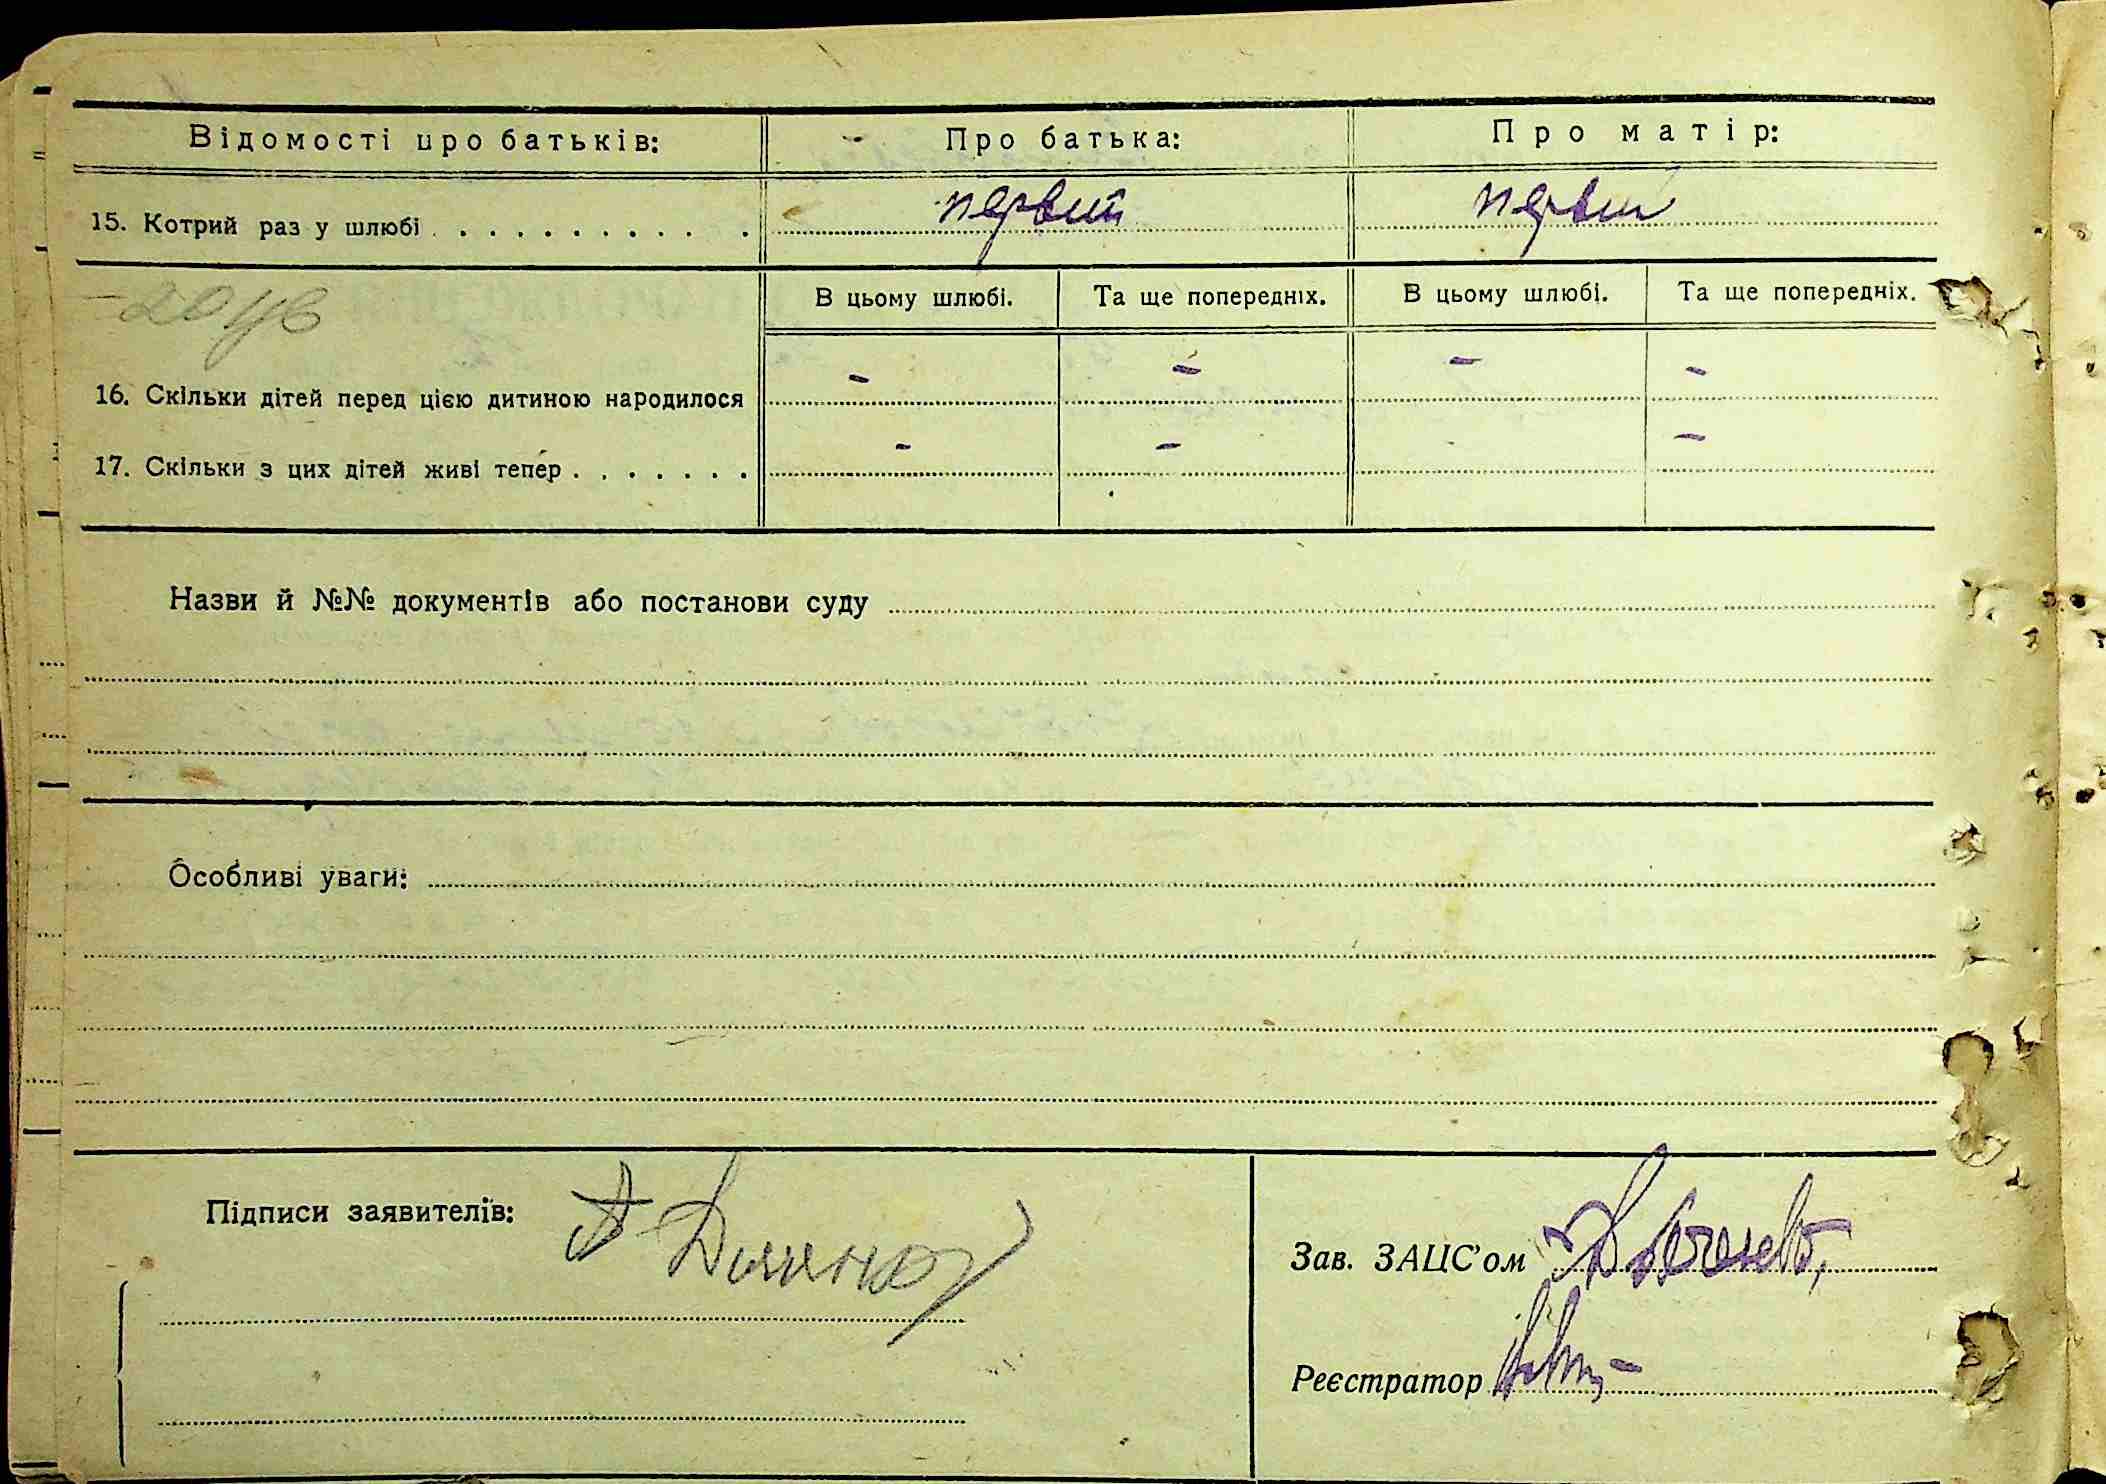 Відомості про батьків: Про батька: Про матір:
15. Котрий раз у шлюбі . . . . . . . . . . . первий первий
В цьому шлюбі. Та ще попередніх. В цьому шлюбі. Та ще попередніх.
16. Скільки дітей перед цією дитиною народилося – – – –
17. Скільки з цих дітей живі тепер . . . . . . . – – –
Назви й №№ документів або постанови суду
Особливі уваги:
Підписи заявителів:
Зав. ЗАЦС'ом
Реєстратор